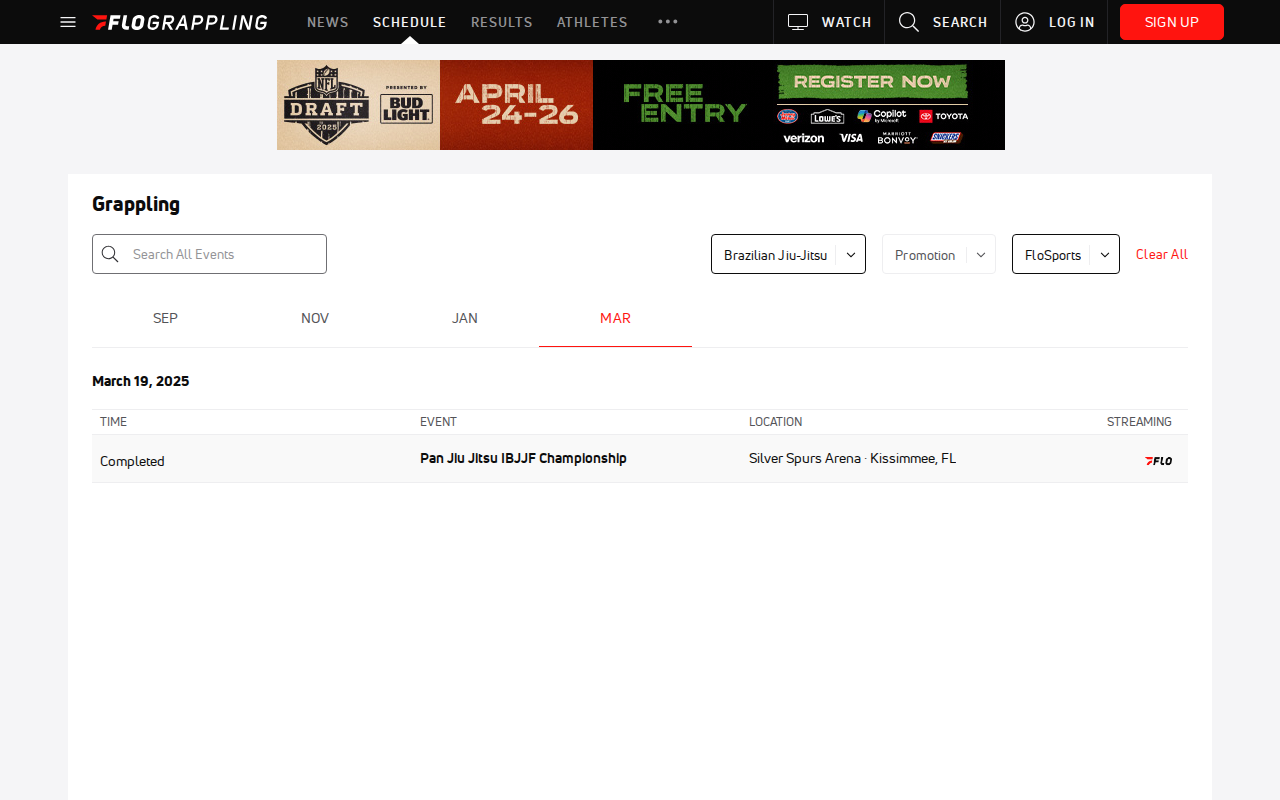 FLOGRAPPLING NEWS SCHEDULE RESULTS ATHLETES WATCH SEARCH LOG IN SIGN UP
NFL
DRAFT
2025
PRESENTED BY
BUD
LIGHT
APRIL
24-26
FREE
ENTRY
REGISTER NOW
LOWE'S Copilot
by Microsoft
TOYOTA
verizon VISA MARRIOTT
BONVOY SNICKERS
Grappling
Search All Events Brazilian Jiu-Jitsu Promotion FloSports Clear All
SEP NOV JAN MAR
March 19, 2025
TIME EVENT LOCATION STREAMING
Completed Pan Jiu Jitsu IBJJF Championship Silver Spurs Arena · Kissimmee, FL FLO